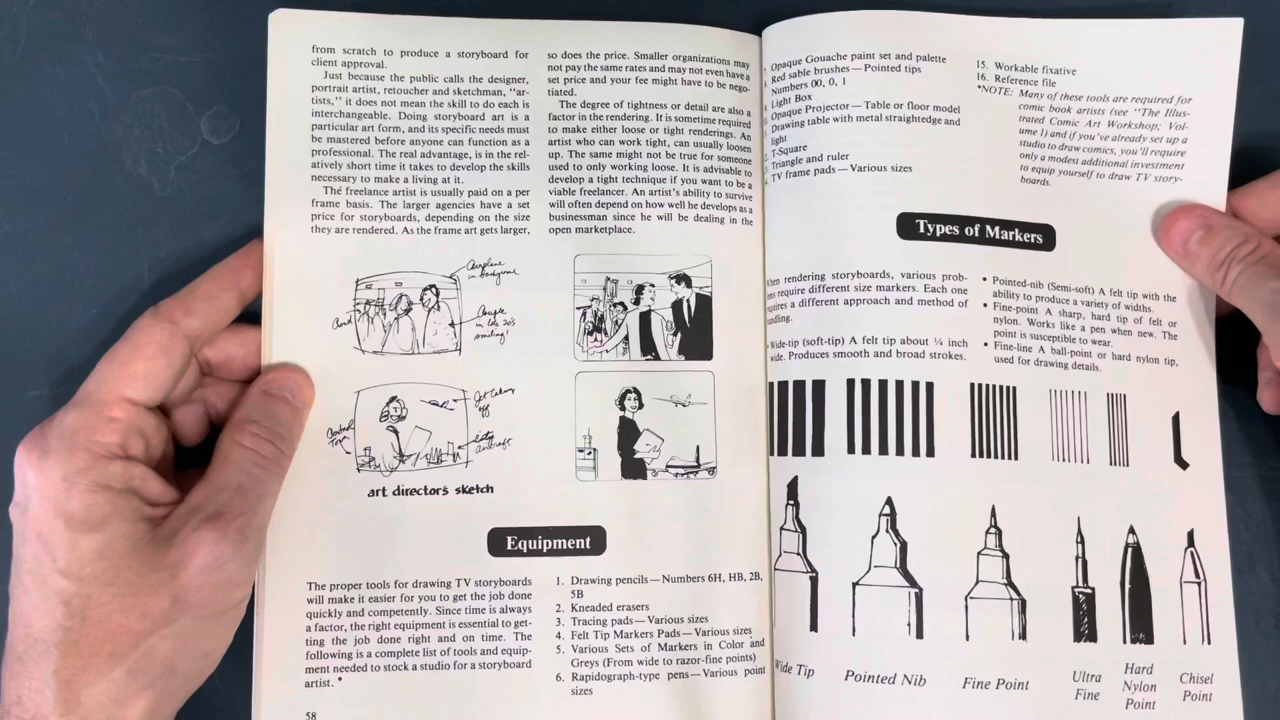 from scratch to produce a storyboard for
client approval.
Just because the public calls the designer,
portrait artist, retoucher and sketchman, "ar-
tists," it does not mean the skill to do each is
interchangeable. Doing storyboard art is a
particular art form, and its specific needs must
be mastered before anyone can function as a
professional. The real advantage, is in the rel-
atively short time it takes to develop the skills
necessary to make a living at it.
The freelance artist is usually paid on a per
frame basis. The larger agencies have a set
price for storyboards, depending on the size
they are rendered. As the frame art gets larger,
so does the price. Smaller organizations may
not pay the same rates and may not even have a
set price and your fee might have to be nego-
tiated.
The degree of tightness or detail are also a
factor in the rendering. It is sometime required
to make either loose or tight renderings. An
artist who can work tight, can usually loosen
up. The same might not be true for someone
used to only working loose. It is advisable to
develop a tight technique if you want to be a
viable freelancer. An artist's ability to survive
will often depend on how well he develops as a
businessman since he will be dealing in the
open marketplace.
Airplane
in background
Crowd
Couple
in late 20's
smiling!
Jet taking
off
Control
Tower
aircraft
art director's sketch
Equipment
The proper tools for drawing TV storyboards
will make it easier for you to get the job done
quickly and competently. Since time is always
a factor, the right equipment is essential to get-
ting the job done right and on time. The
following is a complete list of tools and equip-
ment needed to stock a studio for a storyboard
artist. *
1. Drawing pencils—Numbers 6H, HB, 2B,
5B
2. Kneaded erasers
3. Tracing pads—Various sizes
4. Felt Tip Markers Pads—Various sizes
5. Various Sets of Markers in Color and
Greys (From wide to razor-fine points)
6. Rapidograph-type pens—Various point
sizes
58
Opaque Gouache paint set and palette
Red sable brushes—Pointed tips
Numbers 00, 0, 1
Light Box
Opaque Projector—Table or floor model
Drawing table with metal straightedge and
light
T-Square
Triangle and ruler
TV frame pads—Various sizes
15. Workable fixative
16. Reference file
*NOTE: Many of these tools are required for
comic book artists (see "The Illus-
trated Comic Art Workshop; Vol-
ume I) and if you've already set up a
studio to draw comics, you'll require
only a modest additional investment
to equip yourself to draw TV story-
boards.
Types of Markers
When rendering storyboards, various prob-
require different size markers. Each one
requires a different approach and method of
handling.
• Wide-tip (soft-tip) A felt tip about ¼ inch
wide. Produces smooth and broad strokes.
• Pointed-nib (Semi-soft) A felt tip with the
ability to produce a variety of widths.
• Fine-point A sharp, hard tip of felt or
nylon. Works like a pen when new. The
point is susceptible to wear.
• Fine-line A ball-point or hard nylon tip,
used for drawing details.
Wide Tip
Pointed Nib
Fine Point
Ultra
Fine
Hard
Nylon
Point
Chisel
Point